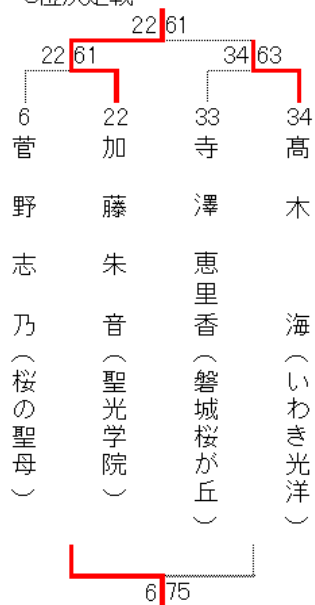 22 61
22 61
34 63
6
菅野志乃（桜の聖母）
22
加藤朱音（聖光学院）
33
寺澤恵里香（磐城桜が丘）
34
髙木海（いわき光洋）
6 75